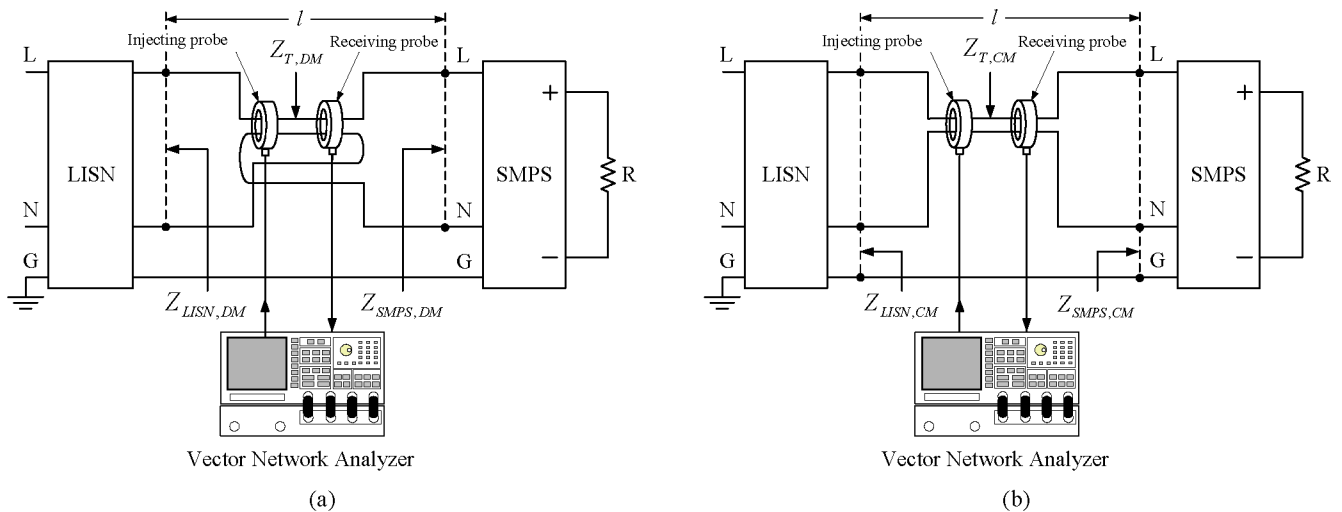 l
Injecting probe
Receiving probe
Z_{T,DM}
L
L
LISN
SMPS
+
−
R
N
N
G
G
Z_{LISN,DM}
Z_{SMPS,DM}
Vector Network Analyzer
(a)
l
Injecting probe
Receiving probe
Z_{T,CM}
L
L
LISN
SMPS
+
−
R
N
N
G
G
Z_{LISN,CM}
Z_{SMPS,CM}
Vector Network Analyzer
(b)